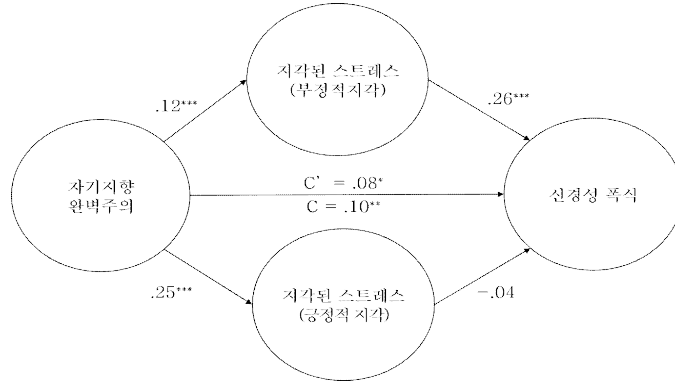 지각된 스트레스
(부정적지각)
.12***
.26***
자기지향
완벽주의
C' = .08*
C = .10**
신경성 폭식
.25***
지각된 스트레스
(긍정적 지각)
-.04